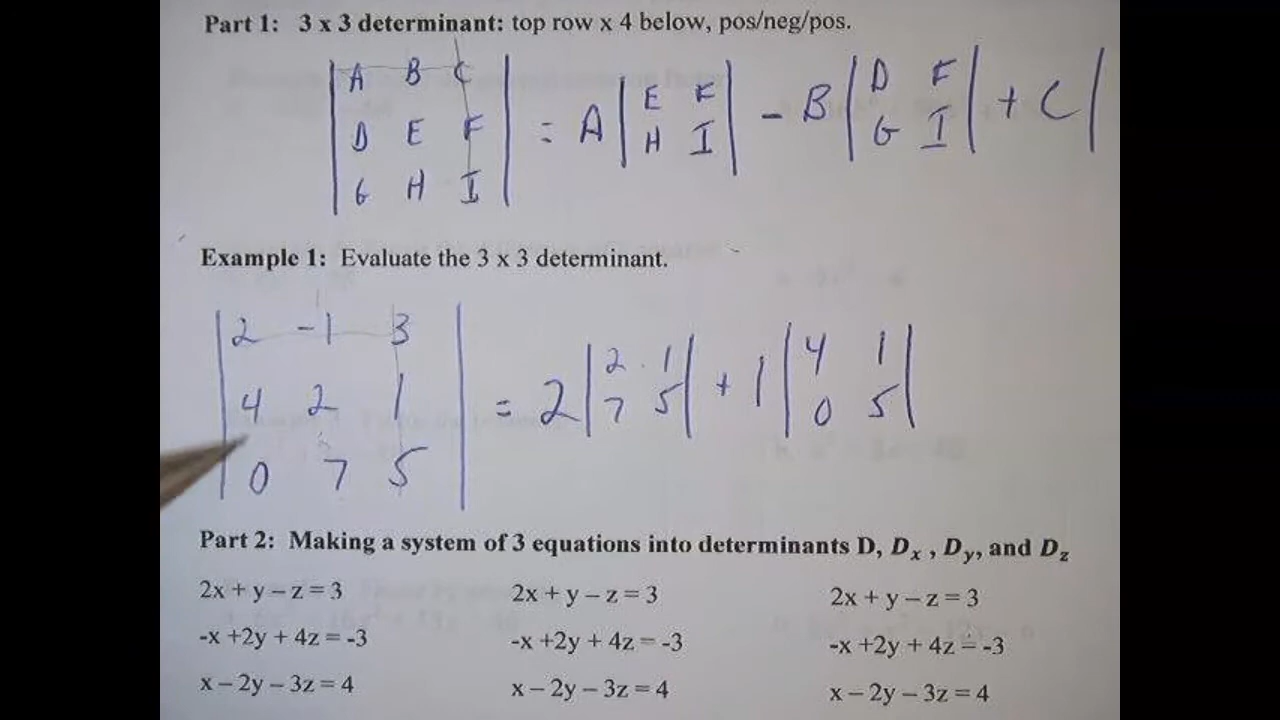 Part 1: 3 x 3 determinant: top row x 4 below, pos/neg/pos.
|A B C|
|D E F| = A |E F| - B |D F| + C |
|G H I| |H I| |G I|
Example 1: Evaluate the 3 x 3 determinant.
|2 -1 3|
|4 2 1| = 2 |2 1| + 1 |4 1|
|0 7 5| |7 5| |0 5|
Part 2: Making a system of 3 equations into determinants D, Dx , Dy, and Dz
2x + y – z = 3 2x + y – z = 3 2x + y – z = 3
-x +2y + 4z = -3 -x +2y + 4z = -3 -x +2y + 4z = -3
x – 2y – 3z = 4 x – 2y – 3z = 4 x – 2y – 3z = 4